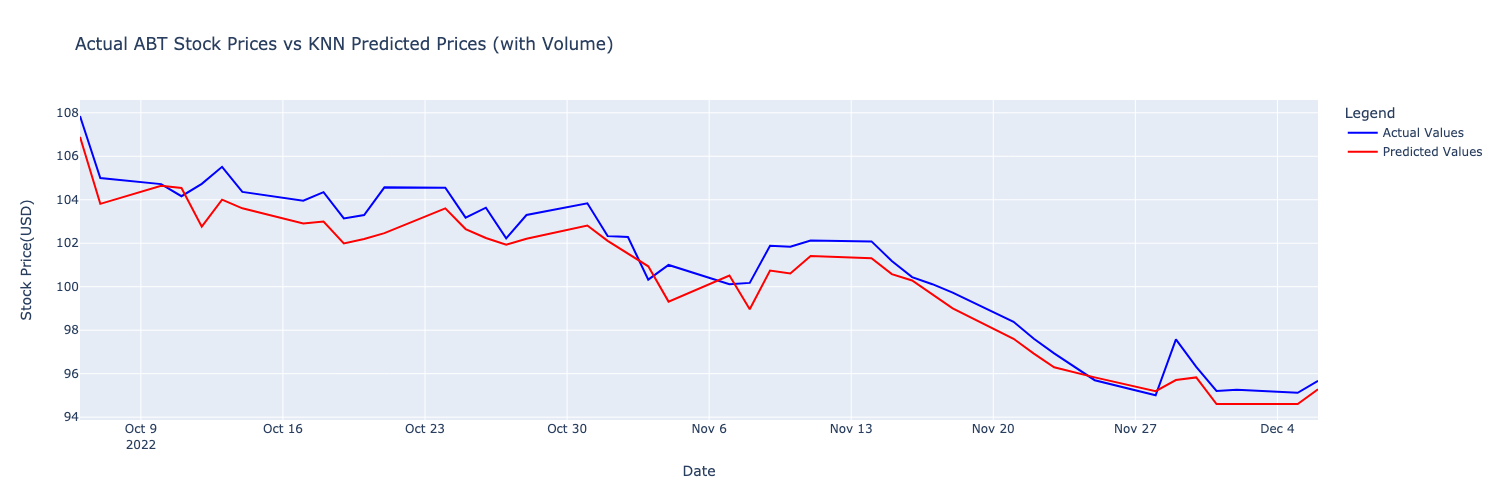 Actual ABT Stock Prices vs KNN Predicted Prices (with Volume)
Legend
Actual Values
Predicted Values
Stock Price(USD)
108
106
104
102
100
98
96
94
Oct 9
2022
Oct 16
Oct 23
Oct 30
Nov 6
Nov 13
Nov 20
Nov 27
Dec 4
Date